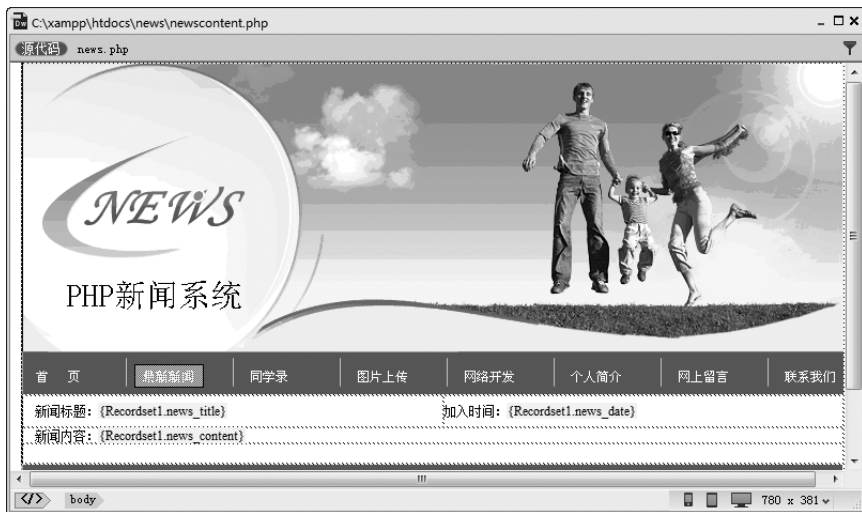 C:\xampp\htdocs\news\newscontent.php
源代码 news.php
NEWS
PHP新闻系统
首 页 最新新闻 同学录 图片上传 网络开发 个人简介 网上留言 联系我们
新闻标题：{Recordset1.news_title} 加入时间：{Recordset1.news_date}
新闻内容：{Recordset1.news_content}
</> body 780 x 381